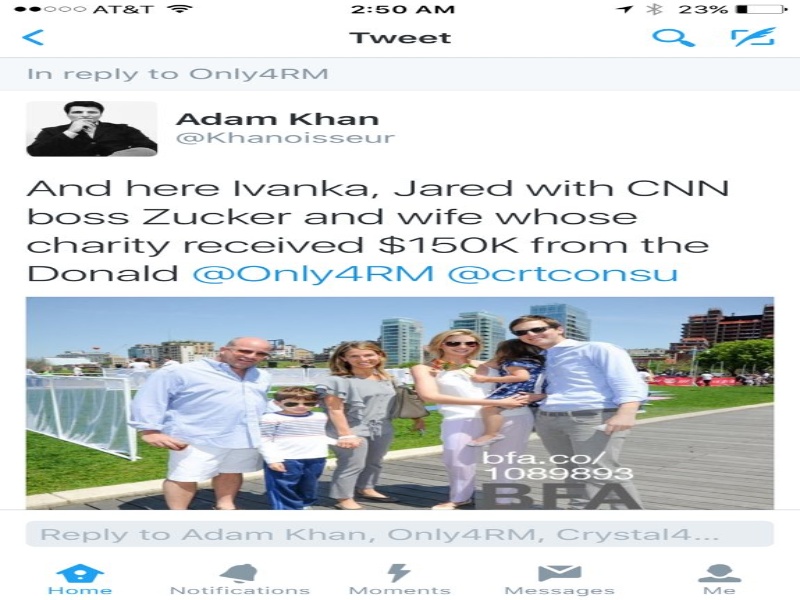 AT&T 2:50 AM 23%
Tweet
In reply to Only4RM
Adam Khan
@Khanoisseur
And here Ivanka, Jared with CNN
boss Zucker and wife whose
charity received $150K from the
Donald @Only4RM @crtconsu
bfa.co/
1089893
BFA
Reply to Adam Khan, Only4RM, Crystal4...
Home Notifications Moments Messages Me